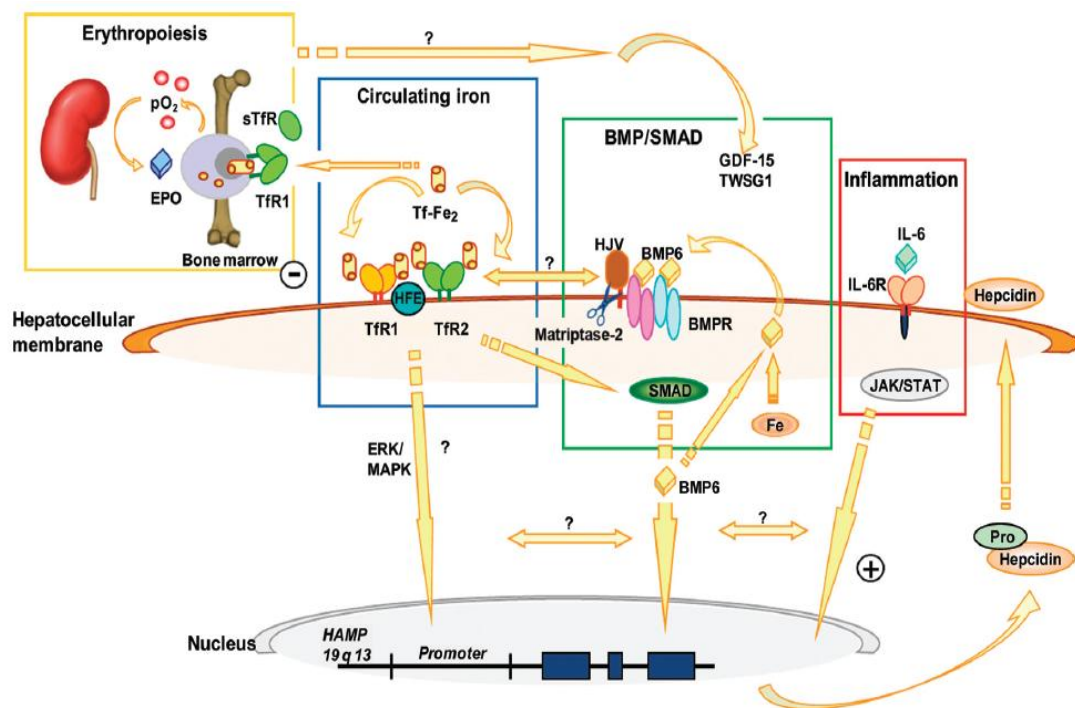 Erythropoiesis
pO2
EPO
sTfR
TfR1
Bone marrow
−
?
Circulating iron
Tf-Fe2
HFE
TfR1
TfR2
?
BMP/SMAD
GDF-15
TWSG1
HJV
BMP6
Matriptase-2
BMPR
SMAD
Fe
BMP6
Inflammation
IL-6
IL-6R
JAK/STAT
Hepcidin
Hepatocellular
membrane
ERK/
MAPK
?
?
?
+
Pro
Hepcidin
Nucleus
HAMP
19q13
Promoter